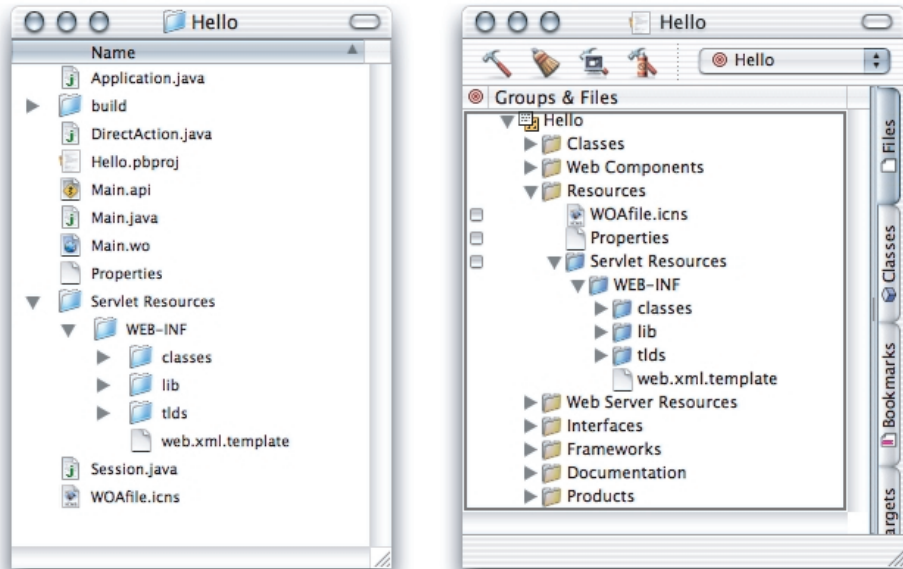 Hello
Name
Application.java
build
DirectAction.java
Hello.pbproj
Main.api
Main.java
Main.wo
Properties
Servlet Resources
WEB-INF
classes
lib
tlds
web.xml.template
Session.java
WOAfile.icns
Hello
Hello
Groups & Files
Hello
Classes
Web Components
Resources
WOAfile.icns
Properties
Servlet Resources
WEB-INF
classes
lib
tlds
web.xml.template
Web Server Resources
Interfaces
Frameworks
Documentation
Products
Files
Classes
Bookmarks
argets